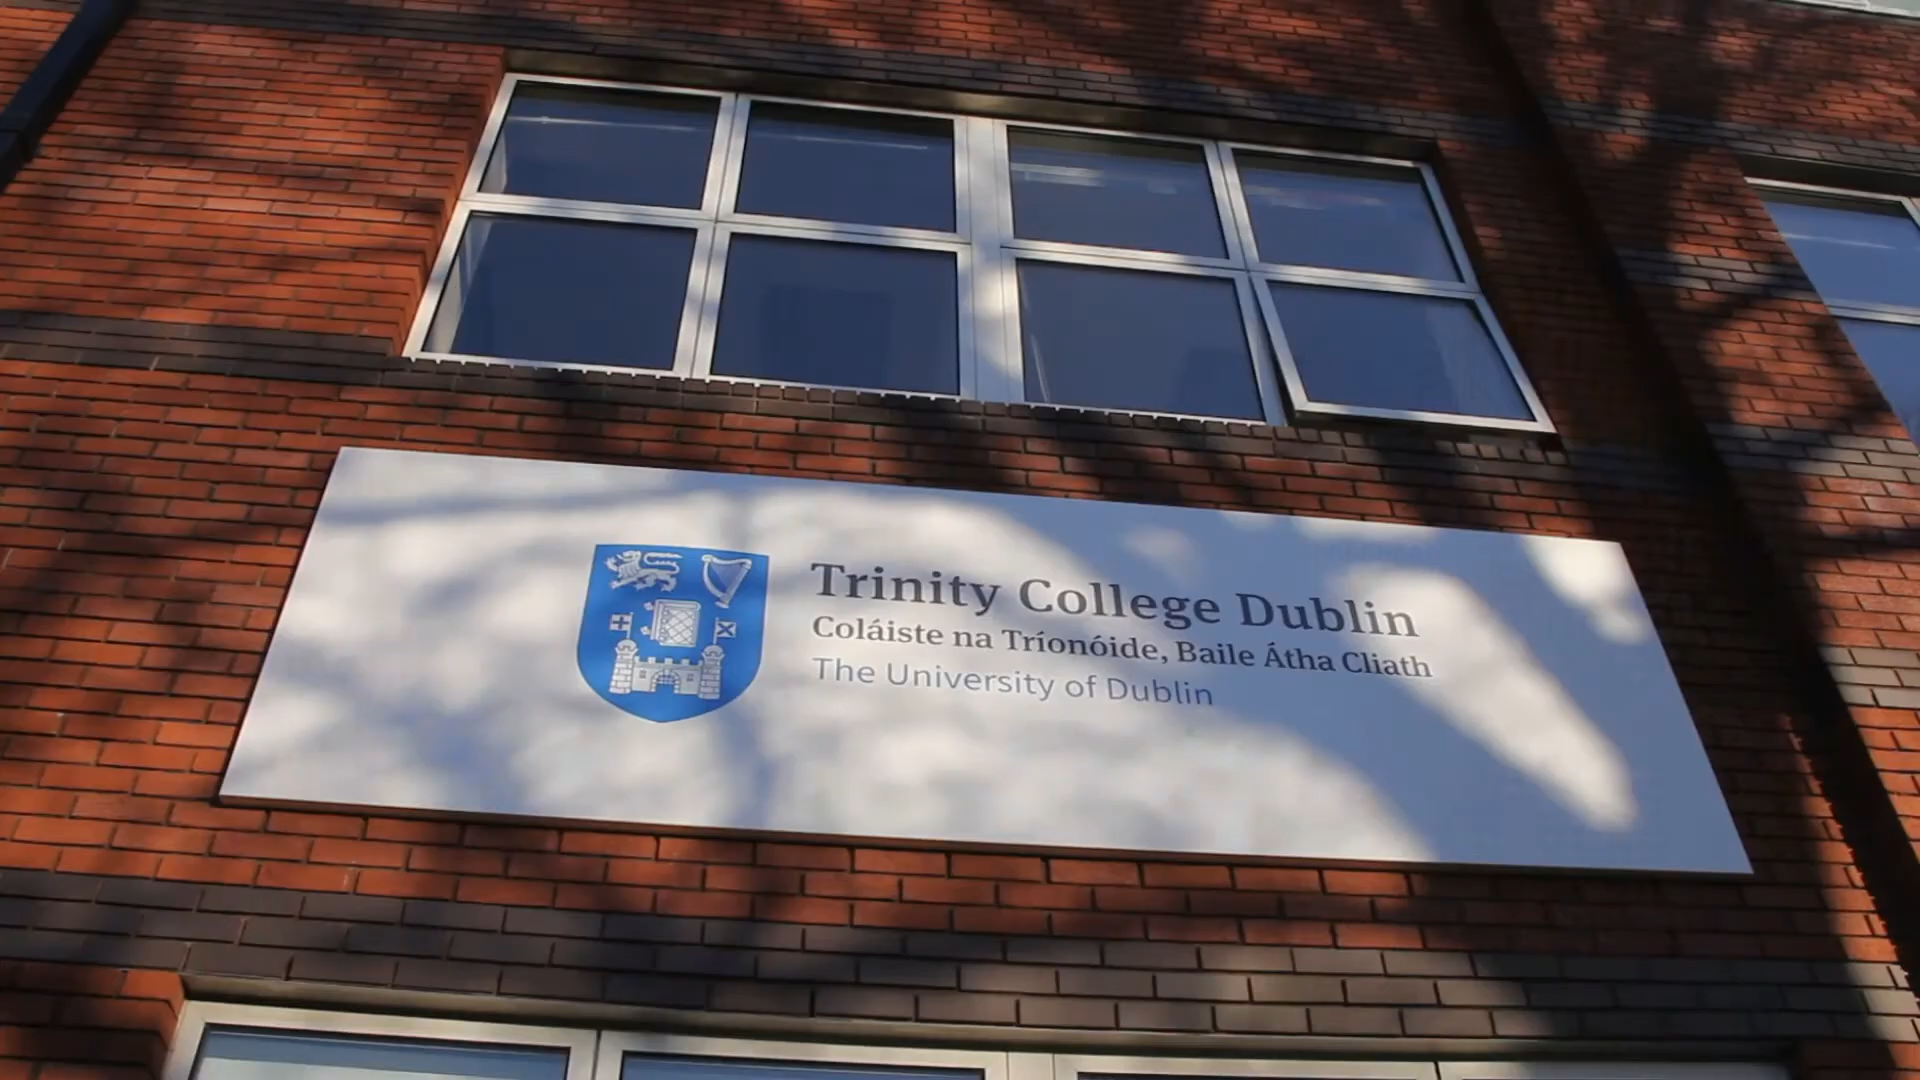 Trinity College Dublin
Coláiste na Tríonóide, Baile Átha Cliath
The University of Dublin